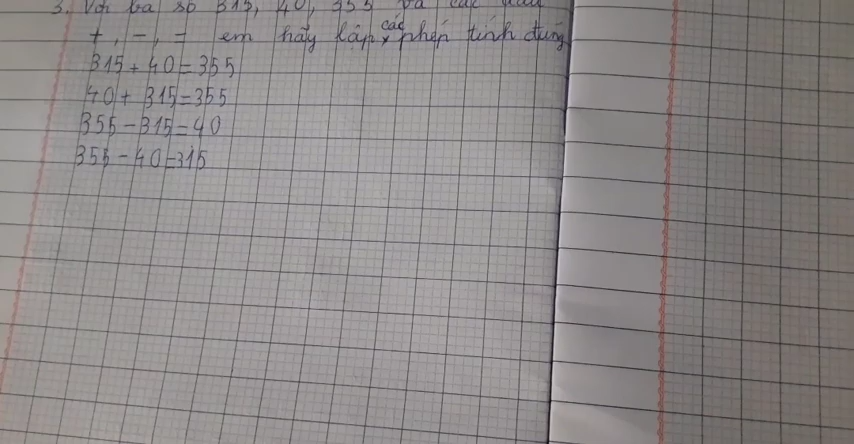 3. Với ba số 315, 40, 355 và các dấu
+, -, = em hãy lập các phép tính đúng
315 + 40 = 355
40 + 315 = 355
355 - 315 = 40
355 - 40 = 315